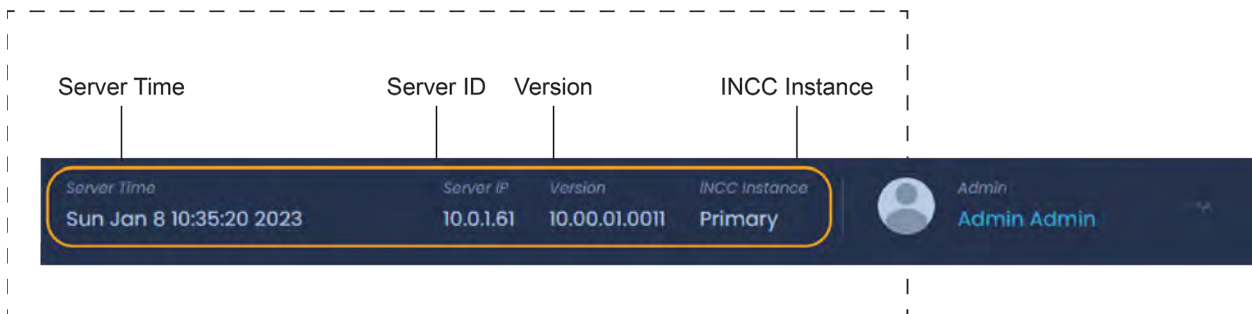 Server Time Server ID Version INCC Instance
Server Time Server IP Version INCC Instance Admin
Sun Jan 8 10:35:20 2023 10.0.1.61 10.00.01.0011 Primary Admin Admin